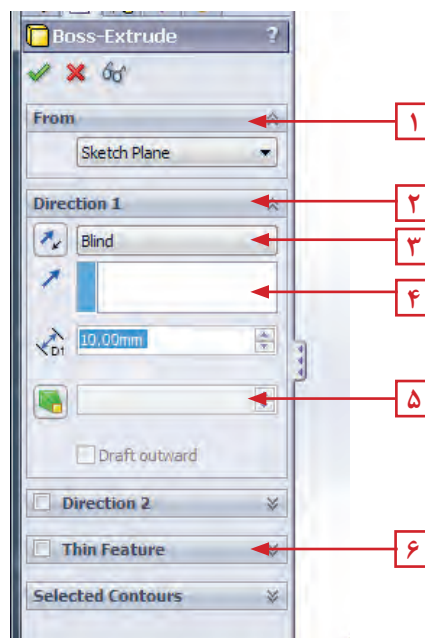 Boss-Extrude ?
From
۱
Sketch Plane
Direction 1
۲
Blind
۳
۴
D1 10.00mm
۵
Draft outward
Direction 2
Thin Feature
۶
Selected Contours